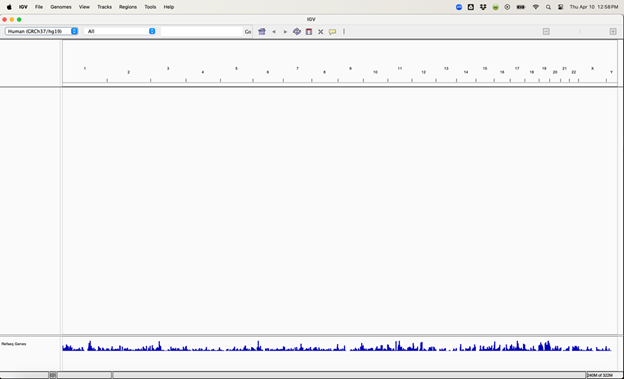 IGV File Genomes View Tracks Regions Tools Help Thu Apr 10 12:58PM
IGV
Human (GRCh37/hg19) All Go
1 2 3 4 5 6 7 8 9 10 11 12 13 14 15 16 17 18 19 20 21 22 X Y
Refseq Genes
240M of 322M